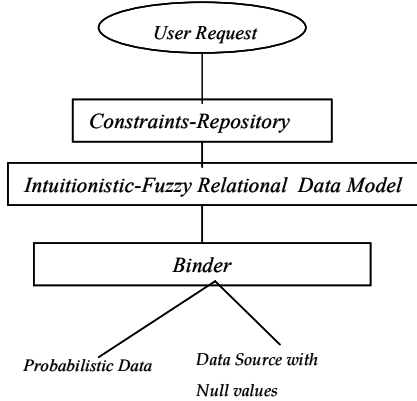 User Request
Constraints-Repository
Intuitionistic-Fuzzy Relational Data Model
Binder
Probabilistic Data
Data Source with
Null values